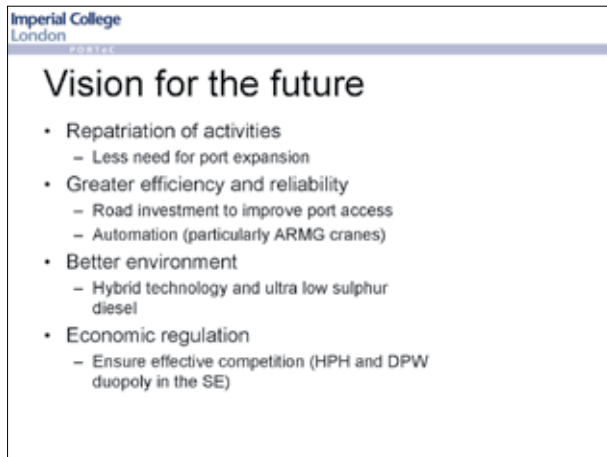 Imperial College
London
PORTeC
Vision for the future
• Repatriation of activities
– Less need for port expansion
• Greater efficiency and reliability
– Road investment to improve port access
– Automation (particularly ARMG cranes)
• Better environment
– Hybrid technology and ultra low sulphur
diesel
• Economic regulation
– Ensure effective competition (HPH and DPW
duopoly in the SE)